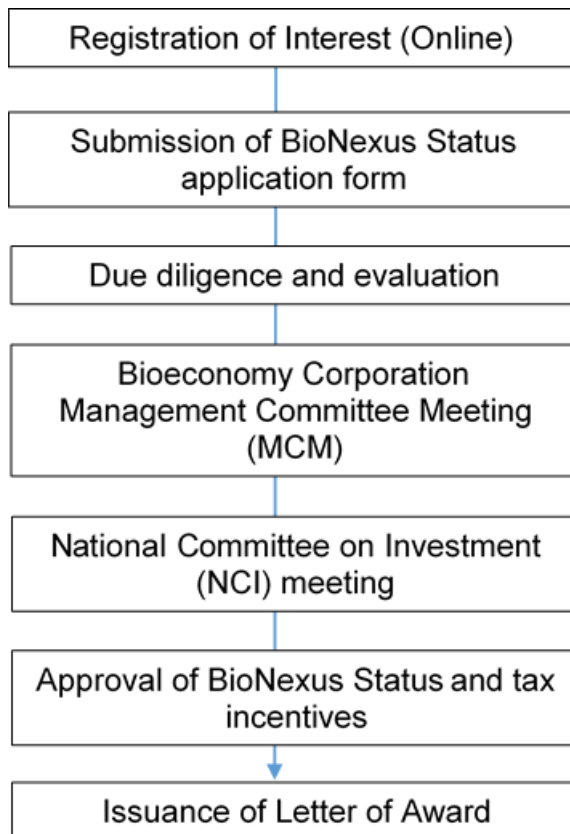 Registration of Interest (Online)
Submission of BioNexus Status
application form
Due diligence and evaluation
Bioeconomy Corporation
Management Committee Meeting
(MCM)
National Committee on Investment
(NCI) meeting
Approval of BioNexus Status and tax
incentives
Issuance of Letter of Award